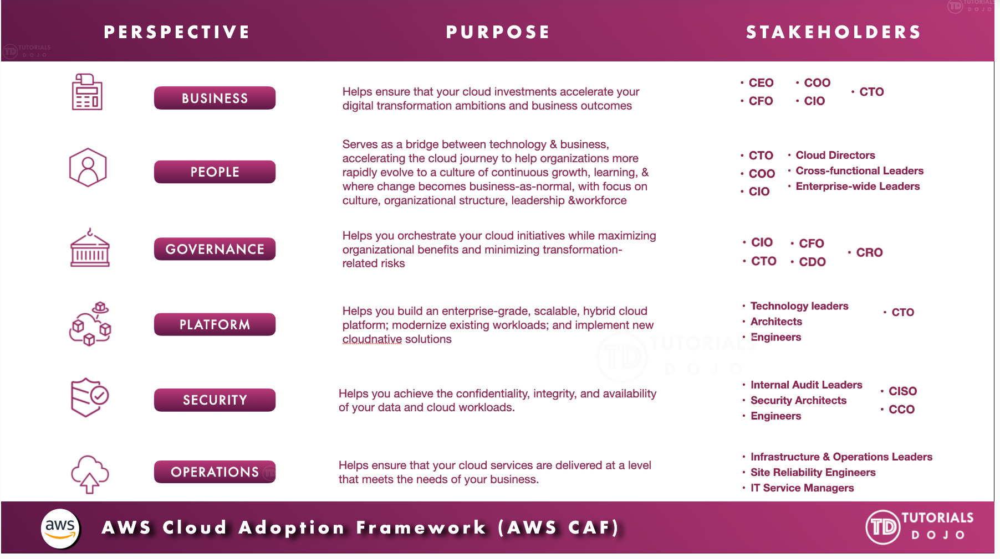 TUTORIALS
DOJO
PERSPECTIVE
PURPOSE
STAKEHOLDERS
TD TUTORIALS
DOJO
BUSINESS
Helps ensure that your cloud investments accelerate your
digital transformation ambitions and business outcomes
• CEO
• CFO
• COO
• CIO
• CTO
PEOPLE
Serves as a bridge between technology & business,
accelerating the cloud journey to help organizations more
rapidly evolve to a culture of continuous growth, learning, &
where change becomes business-as-normal, with focus on
culture, organizational structure, leadership &workforce
• CTO
• COO
• CIO
• Cloud Directors
• Cross-functional Leaders
• Enterprise-wide Leaders
GOVERNANCE
Helps you orchestrate your cloud initiatives while maximizing
organizational benefits and minimizing transformation-
related risks
• CIO
• CTO
• CFO
• CDO
• CRO
PLATFORM
Helps you build an enterprise-grade, scalable, hybrid cloud
platform; modernize existing workloads; and implement new
cloudnative solutions
• Technology leaders
• Architects
• Engineers
• CTO
TD TUTORIALS
DOJO
SECURITY
Helps you achieve the confidentiality, integrity, and availability
of your data and cloud workloads.
• Internal Audit Leaders
• Security Architects
• Engineers
• CISO
• CCO
OPERATIONS
TD
Helps ensure that your cloud services are delivered at a level
that meets the needs of your business.
• Infrastructure & Operations Leaders
• Site Reliability Engineers
• IT Service Managers
aws
AWS Cloud Adoption Framework (AWS CAF)
TD TUTORIALS
DOJO